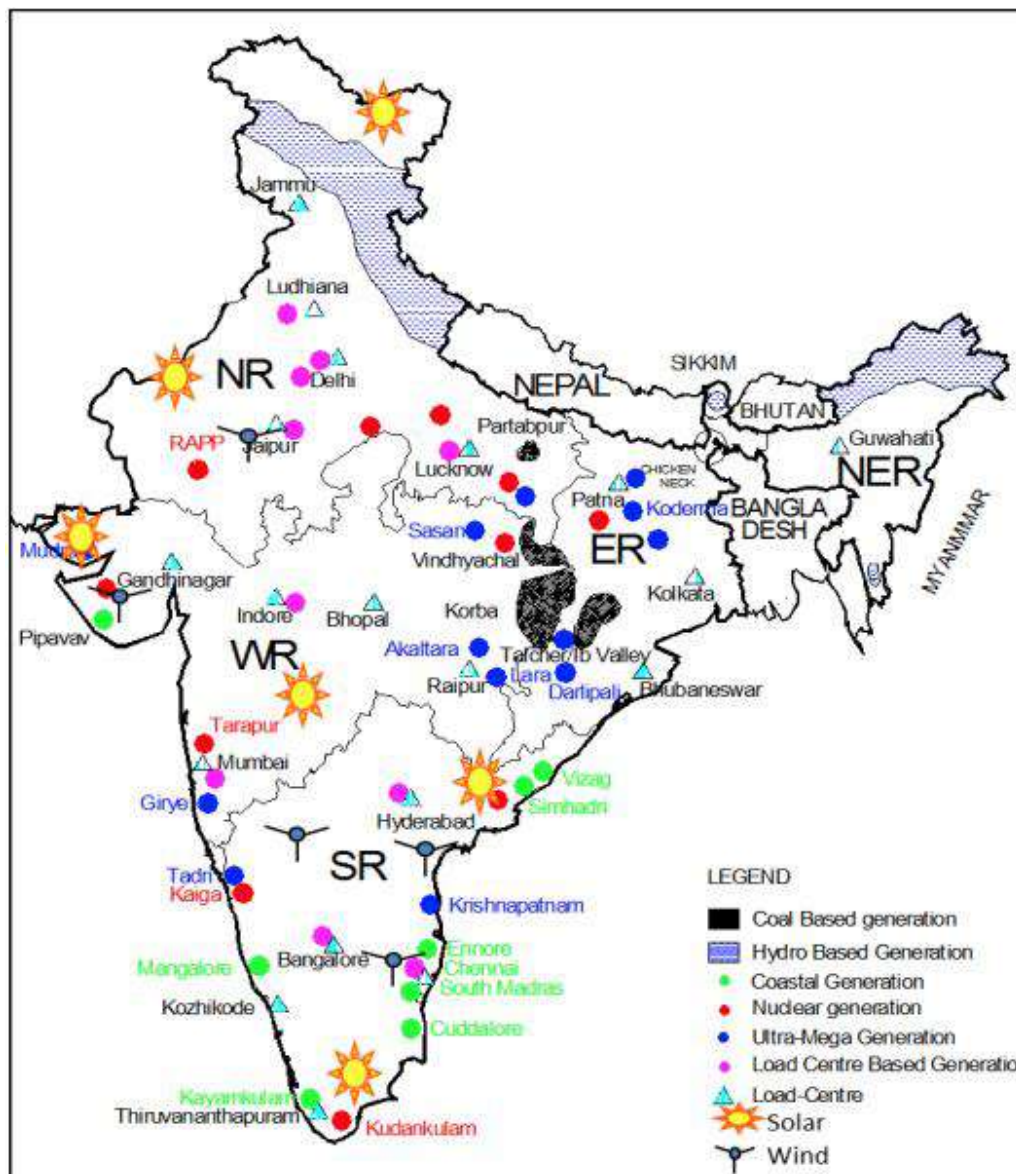 Jammu
Ludhiana
NR
Delhi
NEPAL
SIKKIM
BHUTAN
Partabpur
RAPP
Jaipur
Lucknow
Guwahati
NER
CHICKEN
NECK
Patna
Koderma
BANGLA
DESH
MYANMMAR
Sasan
ER
Vindhyachal
Gandhinagar
Kolkata
Indore
Bhopal
Korba
Pipavav
WR
Akaltara
Talcher/Ib Valley
Raipur
Lara
Darlipali
Bhubaneswar
Tarapur
Mumbai
Vizag
Girye
Simhadri
Hyderabad
SR
Tadri
Kaiga
Krishnapatnam
LEGEND
Coal Based generation
Ennore
Bangalore
Chennai
Hydro Based Generation
Mangalore
South Madras
Coastal Generation
Kozhikode
Nuclear generation
Cuddalore
Ultra-Mega Generation
Load Centre Based Generation
Kayamkulam
Load-Centre
Thiruvananthapuram
Kudankulam
Solar
Wind